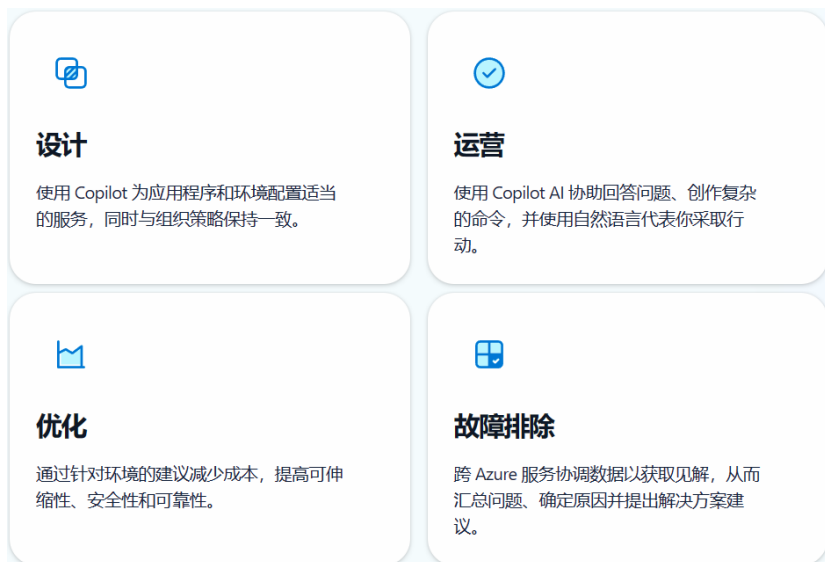 设计
使用 Copilot 为应用程序和环境配置适当
的服务，同时与组织策略保持一致。
运营
使用 Copilot AI 协助回答问题、创作复杂
的命令，并使用自然语言代表你采取行
动。
优化
通过针对环境的建议减少成本，提高可伸
缩性、安全性和可靠性。
故障排除
跨 Azure 服务协调数据以获取见解，从而
汇总问题、确定原因并提出解决方案建
议。